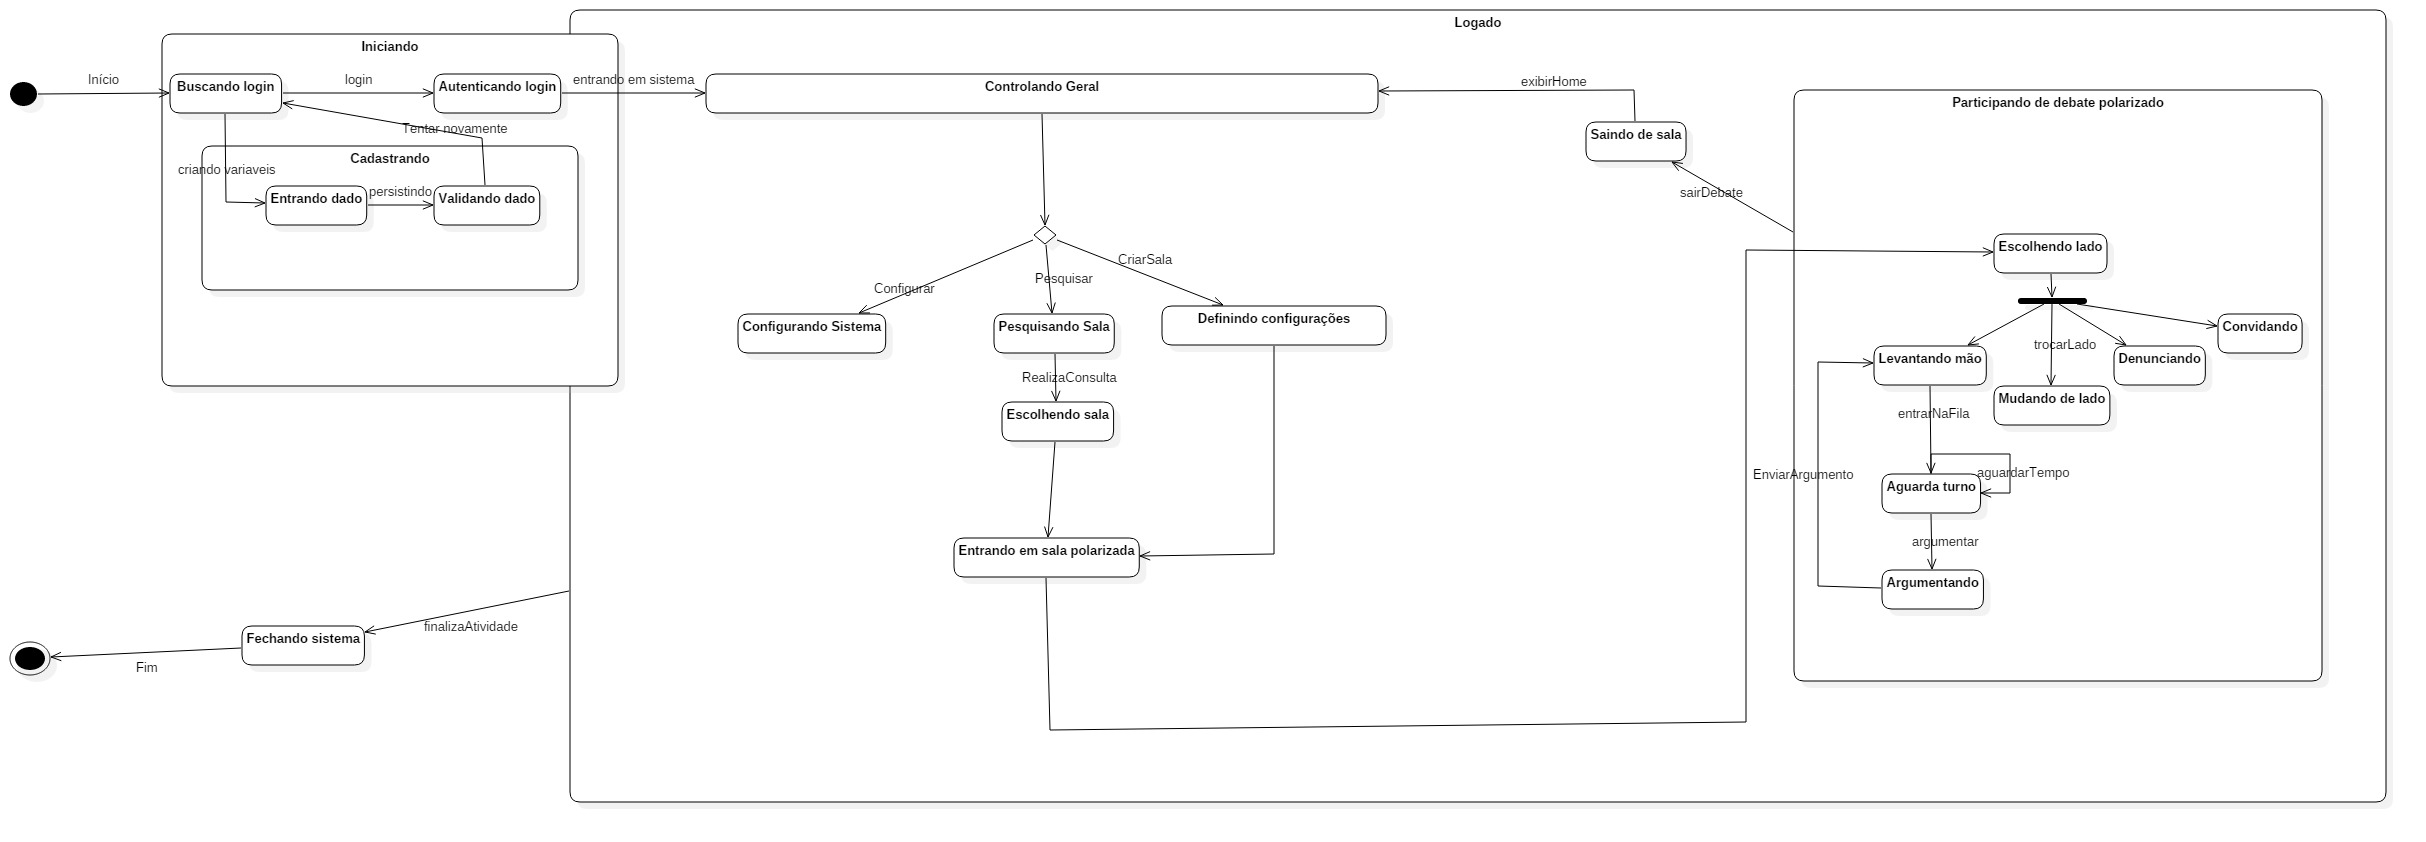 Logado
Iniciando
Início
Buscando login
login
Autenticando login
entrando em sistema
Controlando Geral
exibirHome
Participando de debate polarizado
Tentar novamente
Saindo de sala
Cadastrando
criando variaveis
Entrando dado
persistindo
Validando dado
sairDebate
Escolhendo lado
CriarSala
Pesquisar
Configurar
Configurando Sistema
Pesquisando Sala
Definindo configurações
Convidando
trocarLado
Levantando mão
Denunciando
RealizaConsulta
Mudando de lado
Escolhendo sala
entrarNaFila
EnviarArgumento
aguardarTempo
Aguarda turno
argumentar
Entrando em sala polarizada
Argumentando
finalizaAtividade
Fechando sistema
Fim